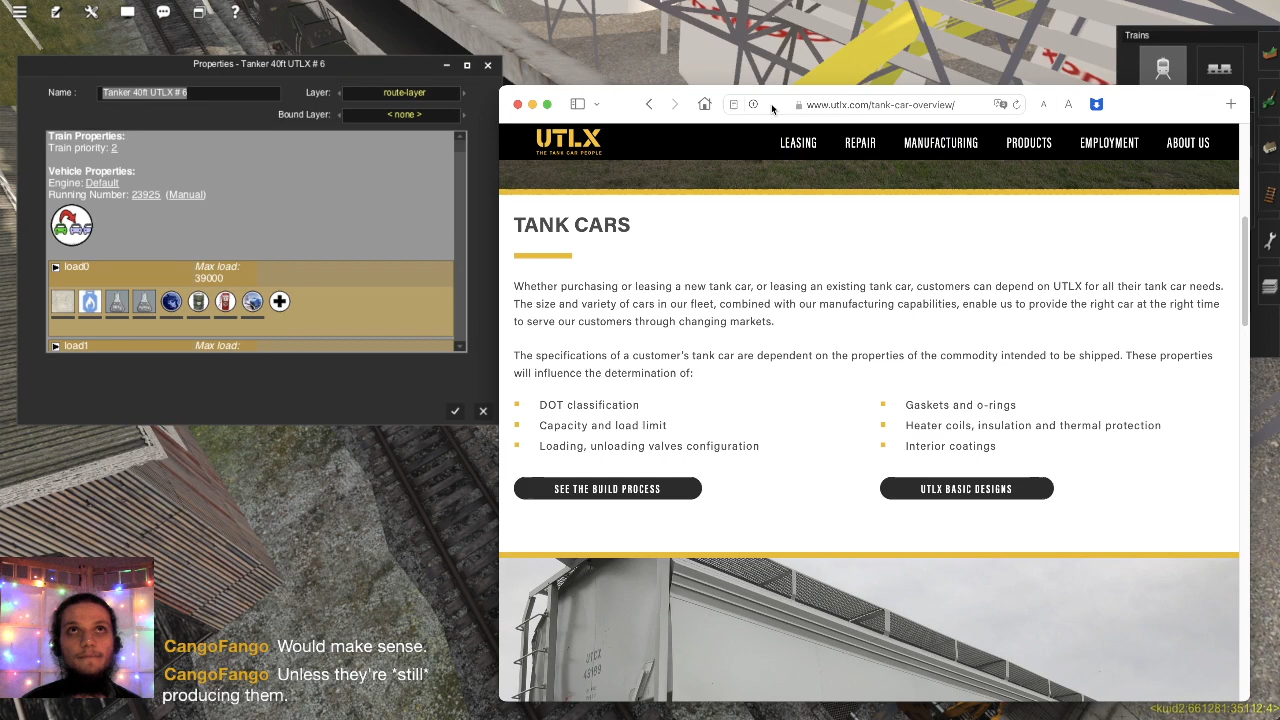 Properties - Tanker 40ft UTLX # 6
Name : Tanker 40ft UTLX # 6 Layer: route-layer
Bound Layer: < none >
Train Properties:
Train priority: 2
Vehicle Properties:
Engine: Default
Running Number: 23925 (Manual)
load0 Max load:
39000
load1 Max load:
Trains
www.utlx.com/tank-car-overview/
A A
UTLX
THE TANK CAR PEOPLE
LEASING REPAIR MANUFACTURING PRODUCTS EMPLOYMENT ABOUT US
TANK CARS
Whether purchasing or leasing a new tank car, or leasing an existing tank car, customers can depend on UTLX for all their tank car needs.
The size and variety of cars in our fleet, combined with our manufacturing capabilities, enable us to provide the right car at the right time
to serve our customers through changing markets.
The specifications of a customer's tank car are dependent on the properties of the commodity intended to be shipped. These properties
will influence the determination of:
DOT classification
Capacity and load limit
Loading, unloading valves configuration
Gaskets and o-rings
Heater coils, insulation and thermal protection
Interior coatings
SEE THE BUILD PROCESS
UTLX BASIC DESIGNS
UTCX
43199
CangoFango Would make sense.
CangoFango Unless they're *still*
producing them.
<kuid2:661281:35112:4>